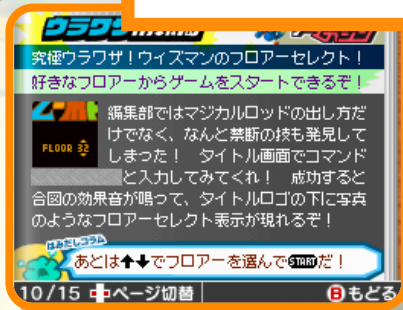 ウラワザ
究極ウラワザ！ウィズマンのフロアーセレクト！
好きなフロアーからゲームをスタートできるぞ！
編集部ではマジカルロッドの出し方だ
FLOOR 32
けでなく、なんと禁断の技も発見して
しまった！　タイトル画面でコマンド
と入力してみてくれ！　成功すると
合図の効果音が鳴って、タイトルロゴの下に写真
のようなフロアーセレクト表示が現れるぞ！
はみだしコラム
あとは↑↓でフロアーを選んでSTARTだ！
10/15 ページ切替 Bもどる